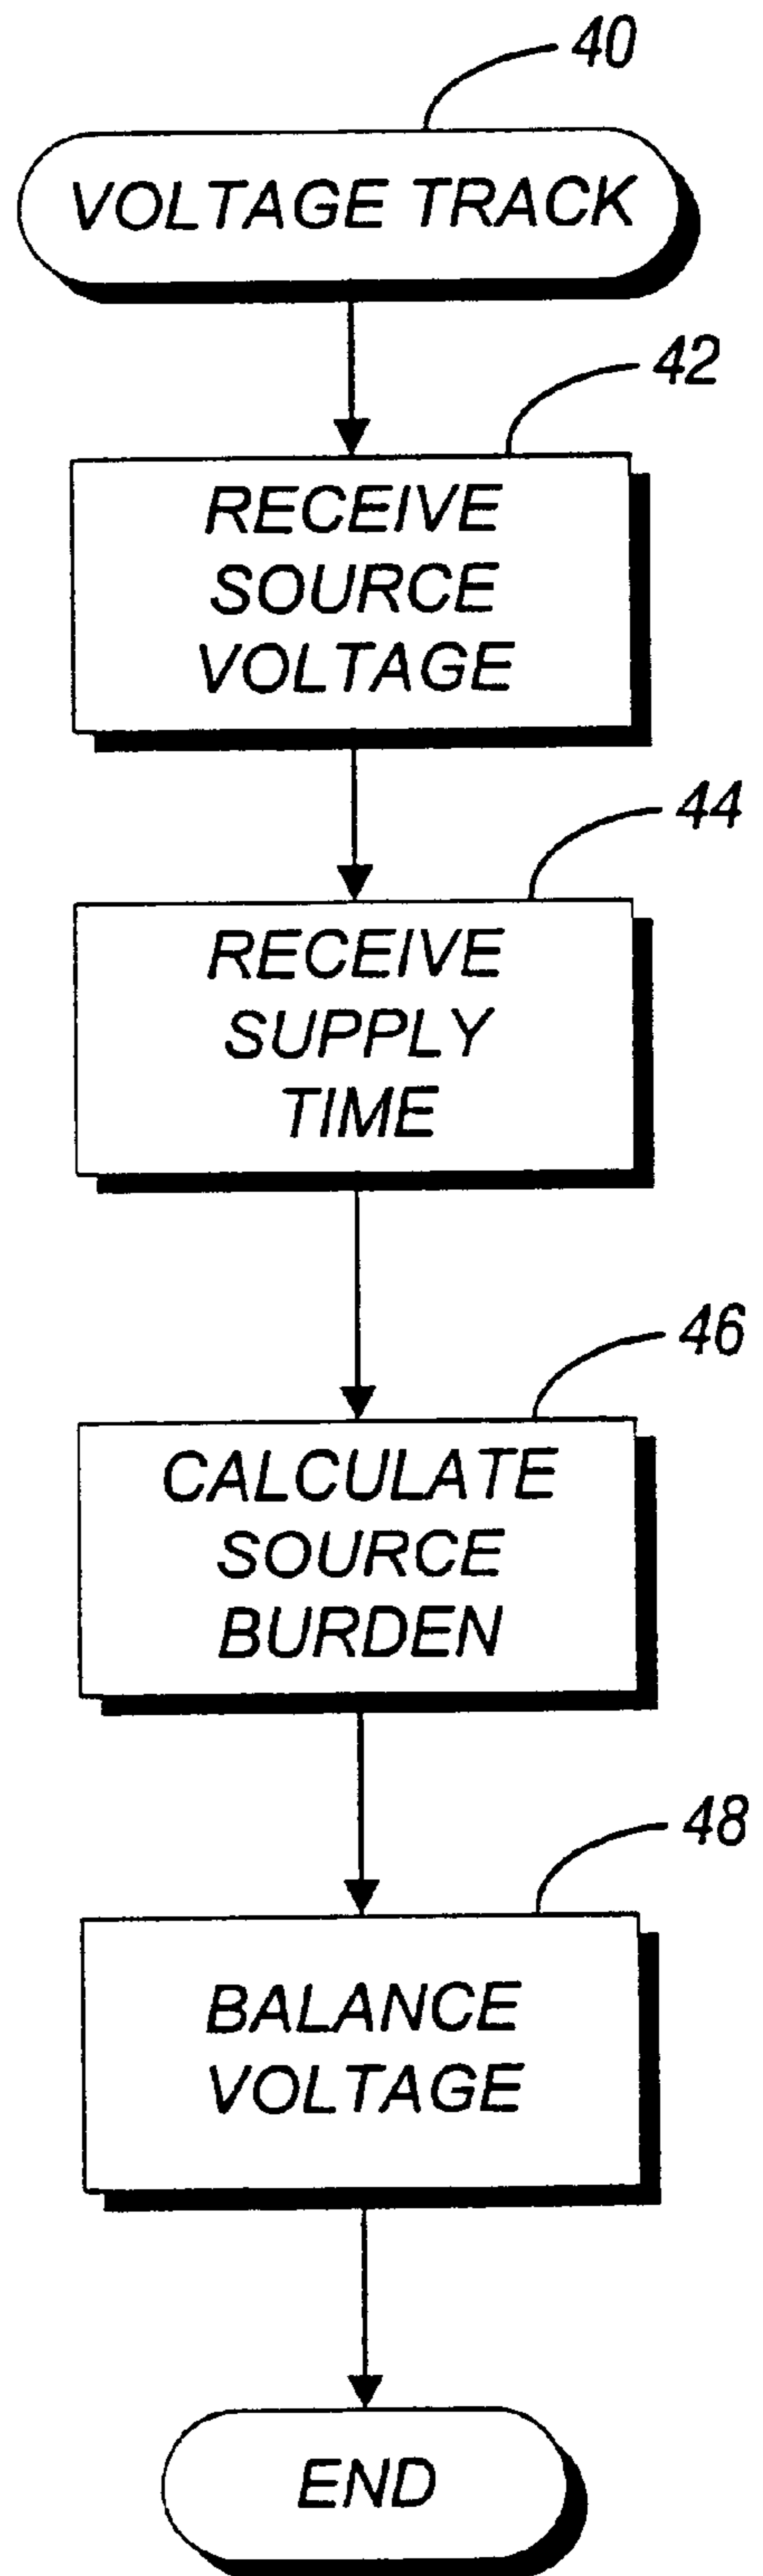 40
VOLTAGE TRACK
42
RECEIVE
SOURCE
VOLTAGE
44
RECEIVE
SUPPLY
TIME
46
CALCULATE
SOURCE
BURDEN
48
BALANCE
VOLTAGE
END